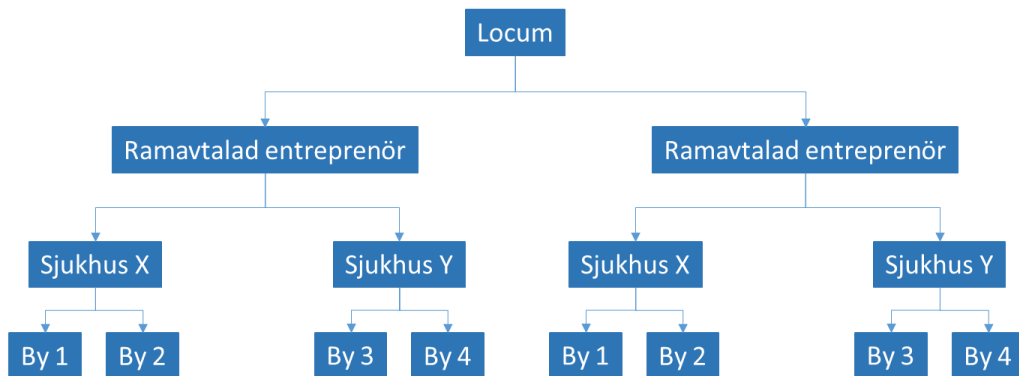 Locum
Ramavtalad entreprenör
Ramavtalad entreprenör
Sjukhus X
Sjukhus Y
Sjukhus X
Sjukhus Y
By 1
By 2
By 3
By 4
By 1
By 2
By 3
By 4